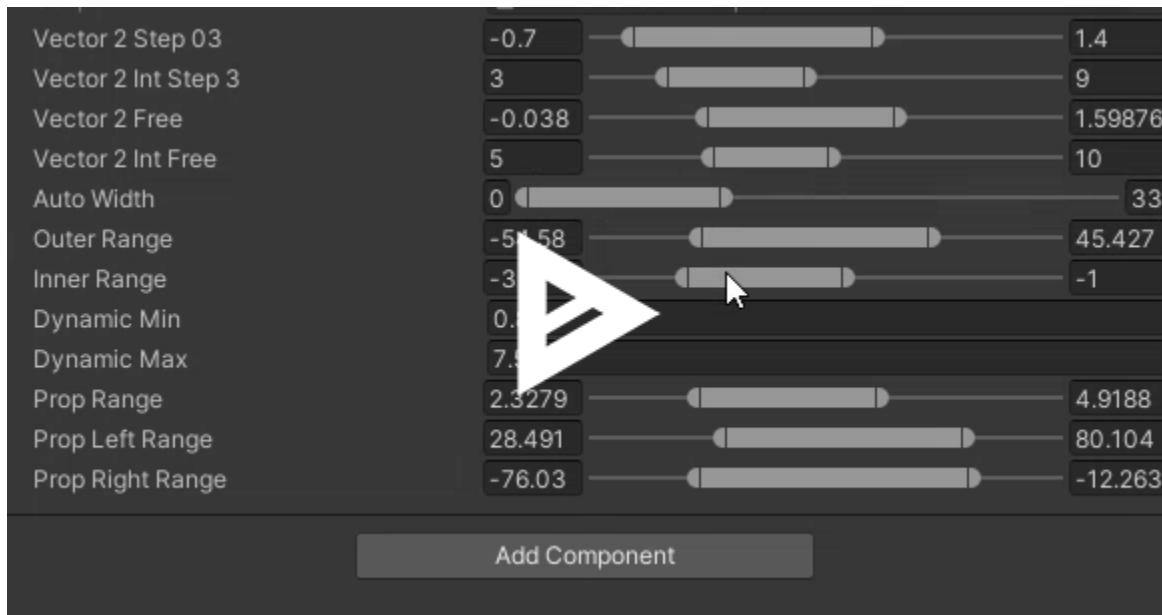 Vector 2 Step 03 -0.7 1.4
Vector 2 Int Step 3 3 9
Vector 2 Free -0.038 1.59876
Vector 2 Int Free 5 10
Auto Width 0 33
Outer Range 45.427
Inner Range -1
Dynamic Min
Dynamic Max
Prop Range 2.3279 4.9188
Prop Left Range 28.491 80.104
Prop Right Range -76.03 -12.263
Add Component